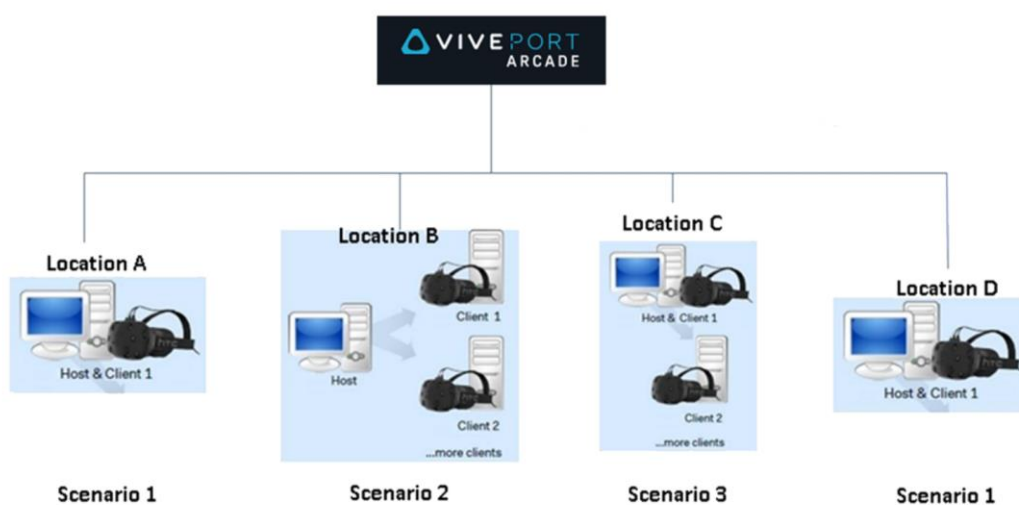 VIVEPORT
ARCADE
Location A
Host & Client 1
Scenario 1
Location B
Client 1
Host
Client 2
...more clients
Scenario 2
Location C
Host & Client 1
Client 2
...more clients
Scenario 3
Location D
Host & Client 1
Scenario 1